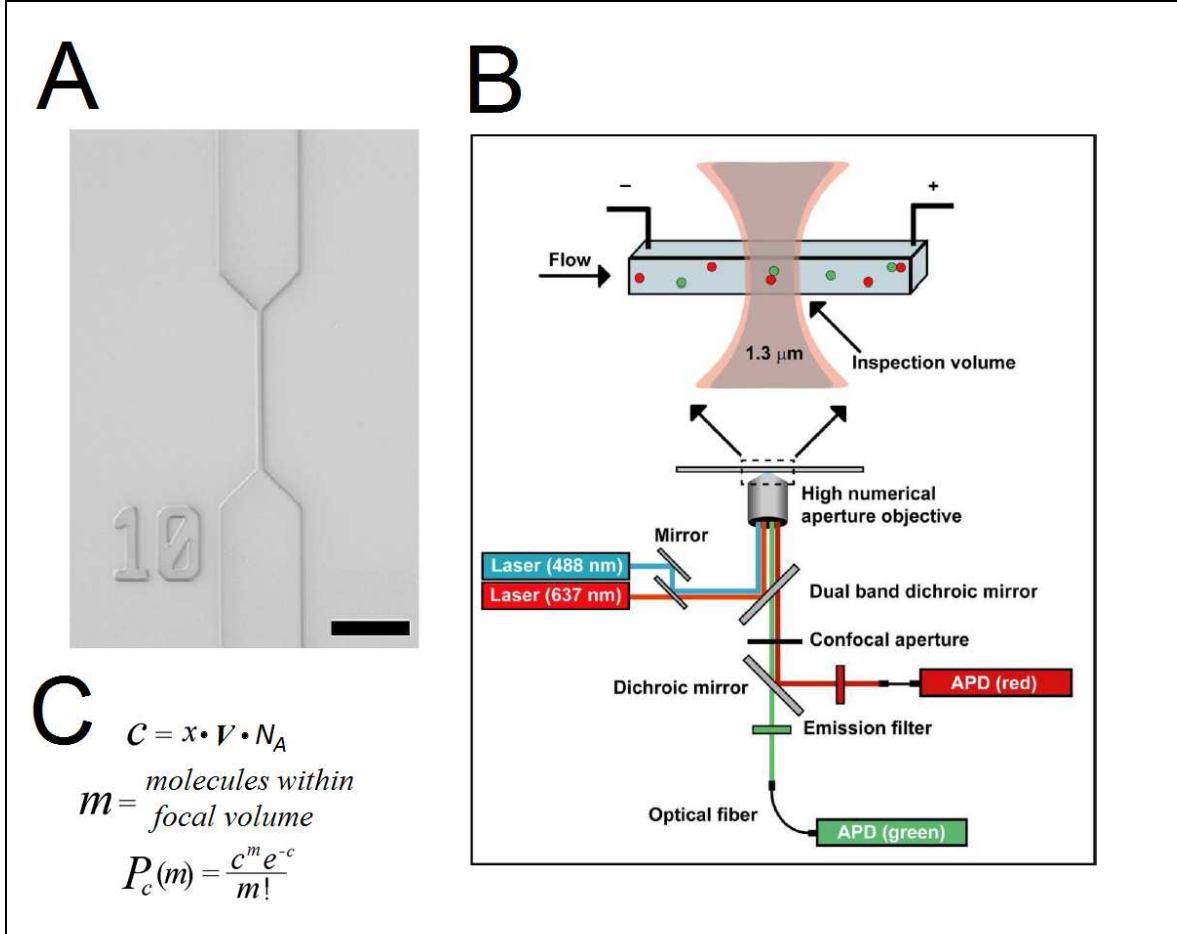 A
10
B
−
+
Flow
1.3 μm
Inspection volume
High numerical
aperture objective
Mirror
Laser (488 nm)
Laser (637 nm)
Dual band dichroic mirror
Confocal aperture
Dichroic mirror
APD (red)
Emission filter
Optical fiber
APD (green)
C
c = x · v · N_A
m = molecules within
focal volume
P_c(m) = c^m e^{-c} / m!